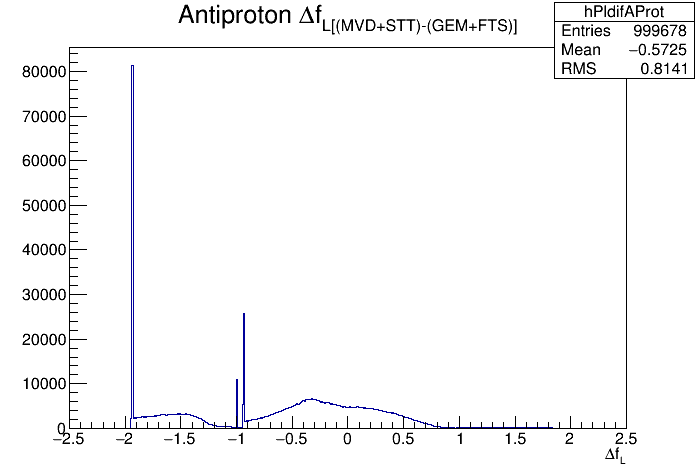 Antiproton Δf_L[(MVD+STT)-(GEM+FTS)]
hPldifAProt
Entries 999678
Mean −0.5725
RMS 0.8141
80000
70000
60000
50000
40000
30000
20000
10000
0
−2.5 −2 −1.5 −1 −0.5 0 0.5 1 1.5 2 2.5
Δf_L